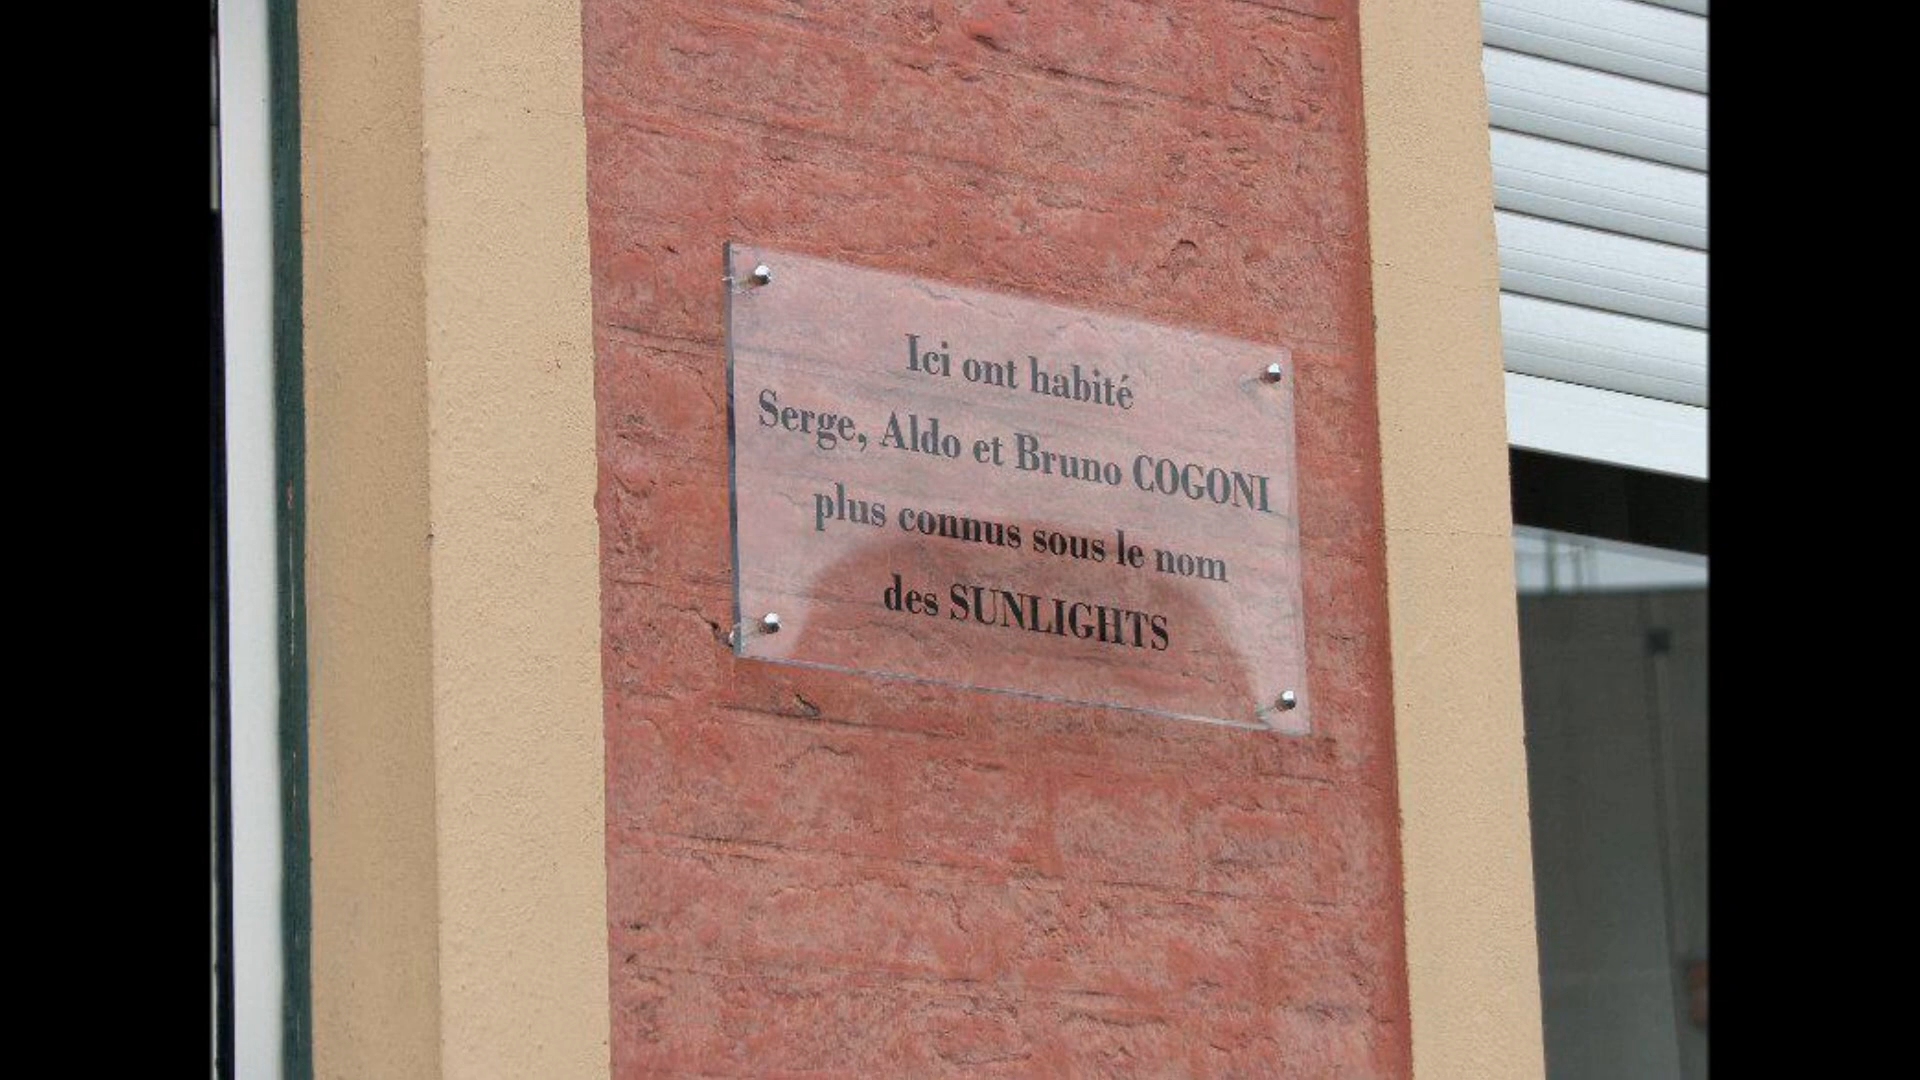 Ici ont habité
Serge, Aldo et Bruno COGONI
plus connus sous le nom
des SUNLIGHTS